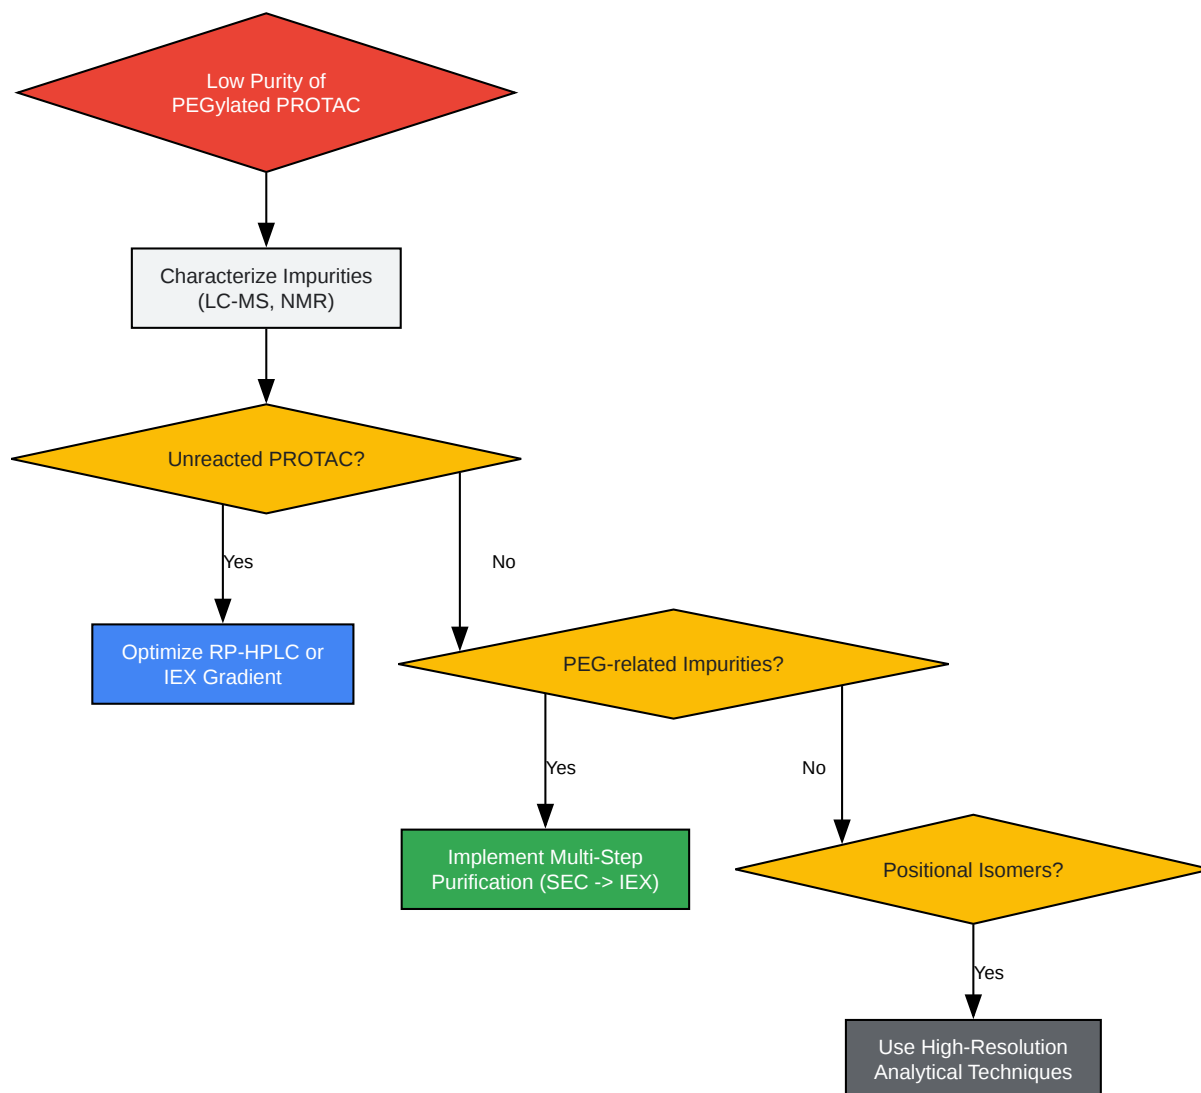 Low Purity of
PEGylated PROTAC
Characterize Impurities
(LC-MS, NMR)
Unreacted PROTAC?
Yes
No
Optimize RP-HPLC or
IEX Gradient
PEG-related Impurities?
Yes
No
Implement Multi-Step
Purification (SEC -> IEX)
Positional Isomers?
Yes
Use High-Resolution
Analytical Techniques